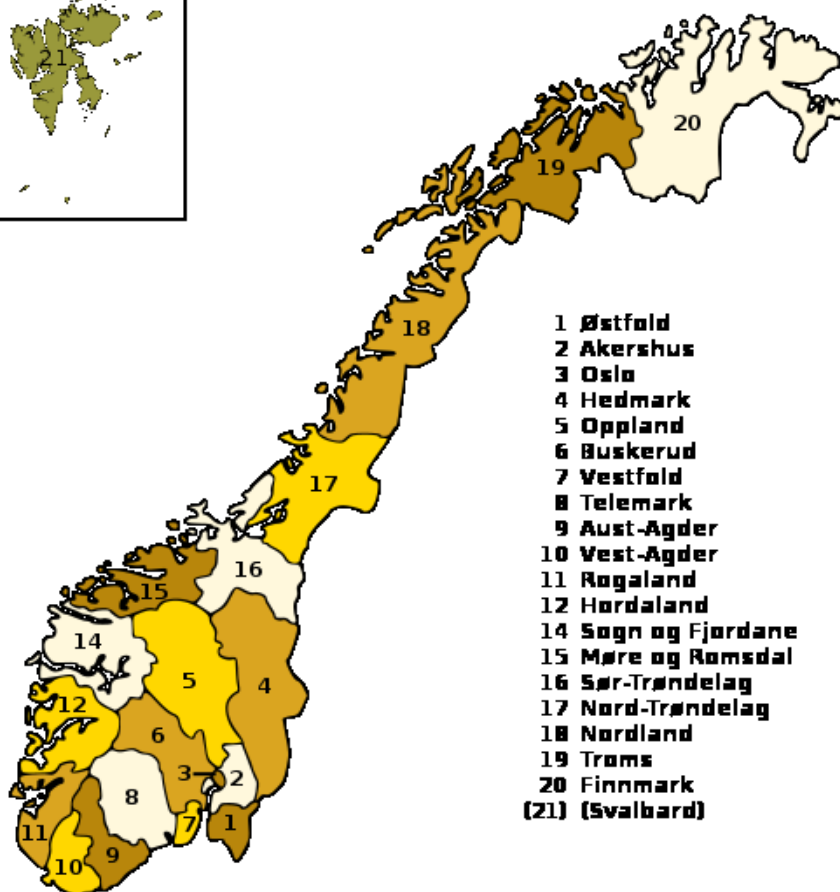 21
20
19
18
17
16
15
14
5
4
12
6
3
2
8
7
1
11
9
10
1 Østfold
2 Akershus
3 Oslo
4 Hedmark
5 Oppland
6 Buskerud
7 Vestfold
8 Telemark
9 Aust-Agder
10 Vest-Agder
11 Rogaland
12 Hordaland
14 Sogn og Fjordane
15 Møre og Romsdal
16 Sør-Trøndelag
17 Nord-Trøndelag
18 Nordland
19 Troms
20 Finnmark
(21) (Svalbard)